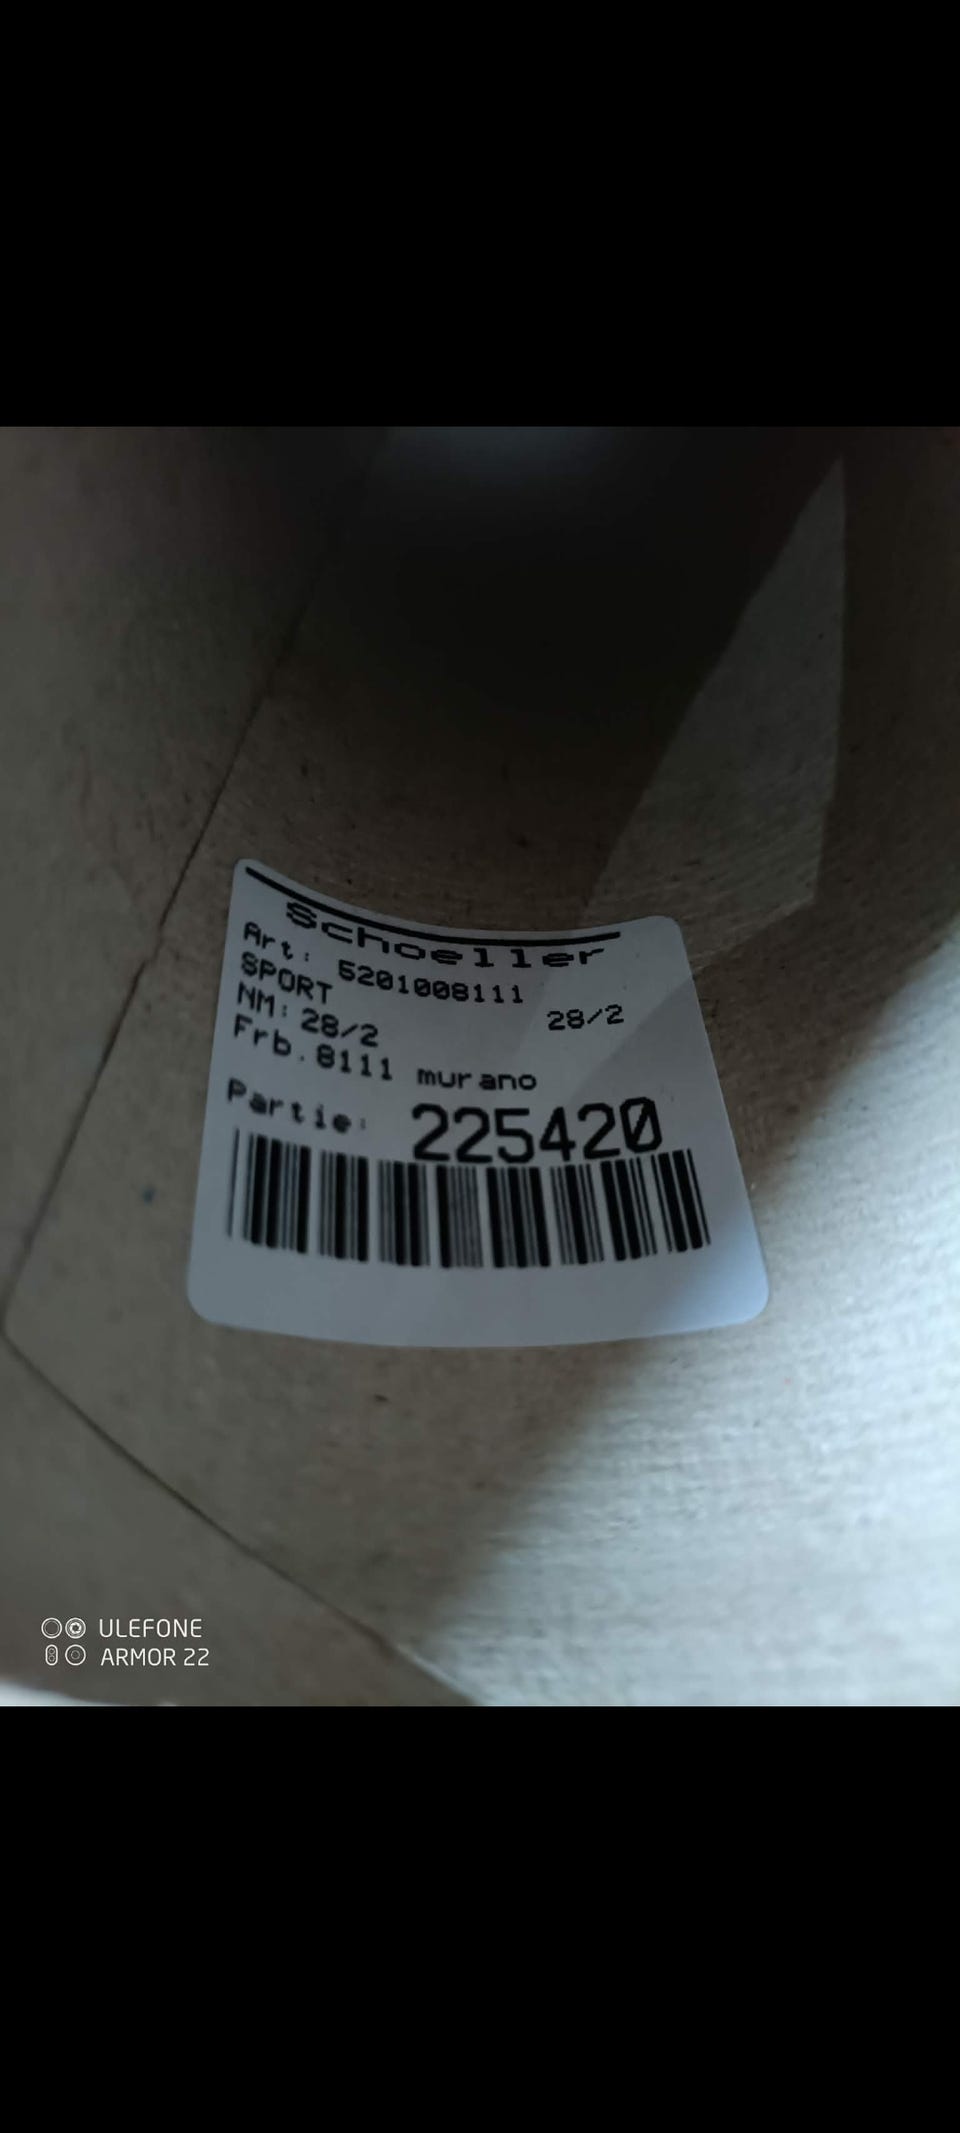 Schoeller
Art: 5201008111
SPORT 28/2
NM: 28/2
Frb.8111 murano
Partie: 225420
ULEFONE
ARMOR 22